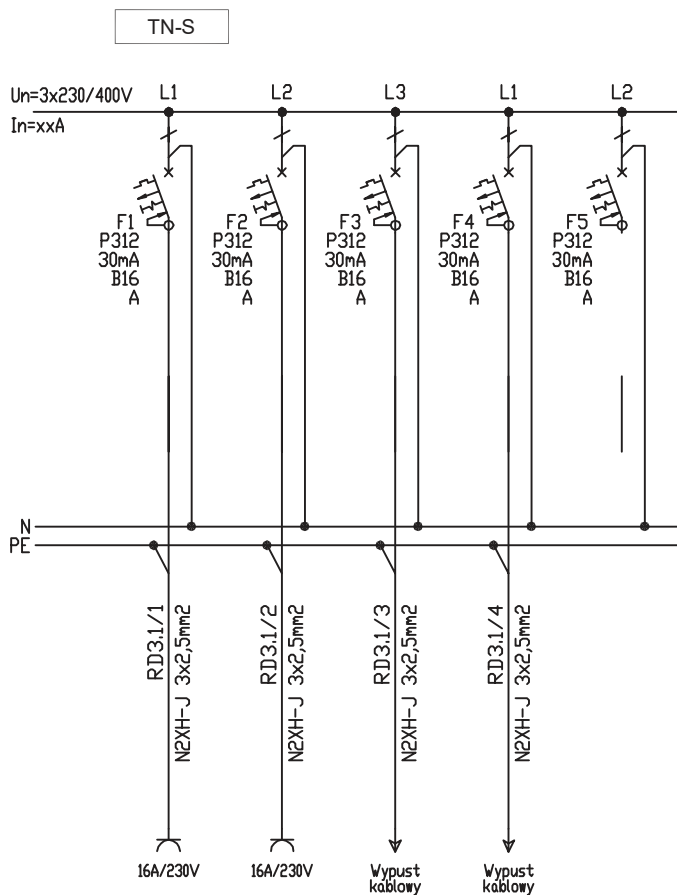 TN-S
Un=3x230/400V
L1
L2
L3
L1
L2
In=xxA
F1
P312
30mA
B16
A
F2
P312
30mA
B16
A
F3
P312
30mA
B16
A
F4
P312
30mA
B16
A
F5
P312
30mA
B16
A
N
PE
RD3.1/1
N2XH-J 3x2,5mm2
RD3.1/2
N2XH-J 3x2,5mm2
RD3.1/3
N2XH-J 3x2,5mm2
RD3.1/4
N2XH-J 3x2,5mm2
16A/230V
16A/230V
Wypust
kablowy
Wypust
kablowy